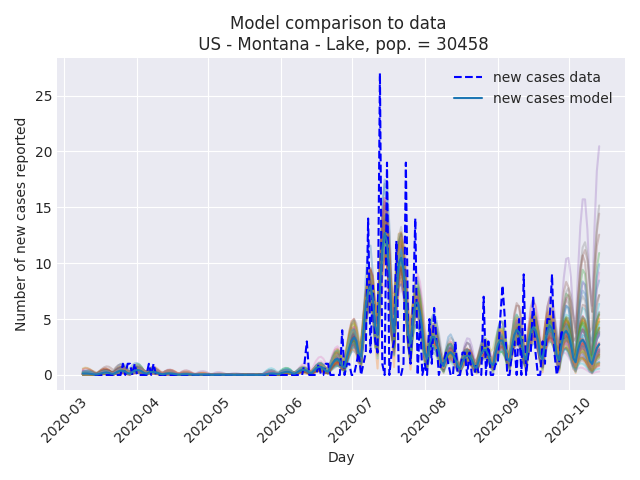 Model comparison to data
US - Montana - Lake, pop. = 30458
new cases data
new cases model
Number of new cases reported
25
20
15
10
5
0
2020-03
2020-04
2020-05
2020-06
2020-07
2020-08
2020-09
2020-10
Day